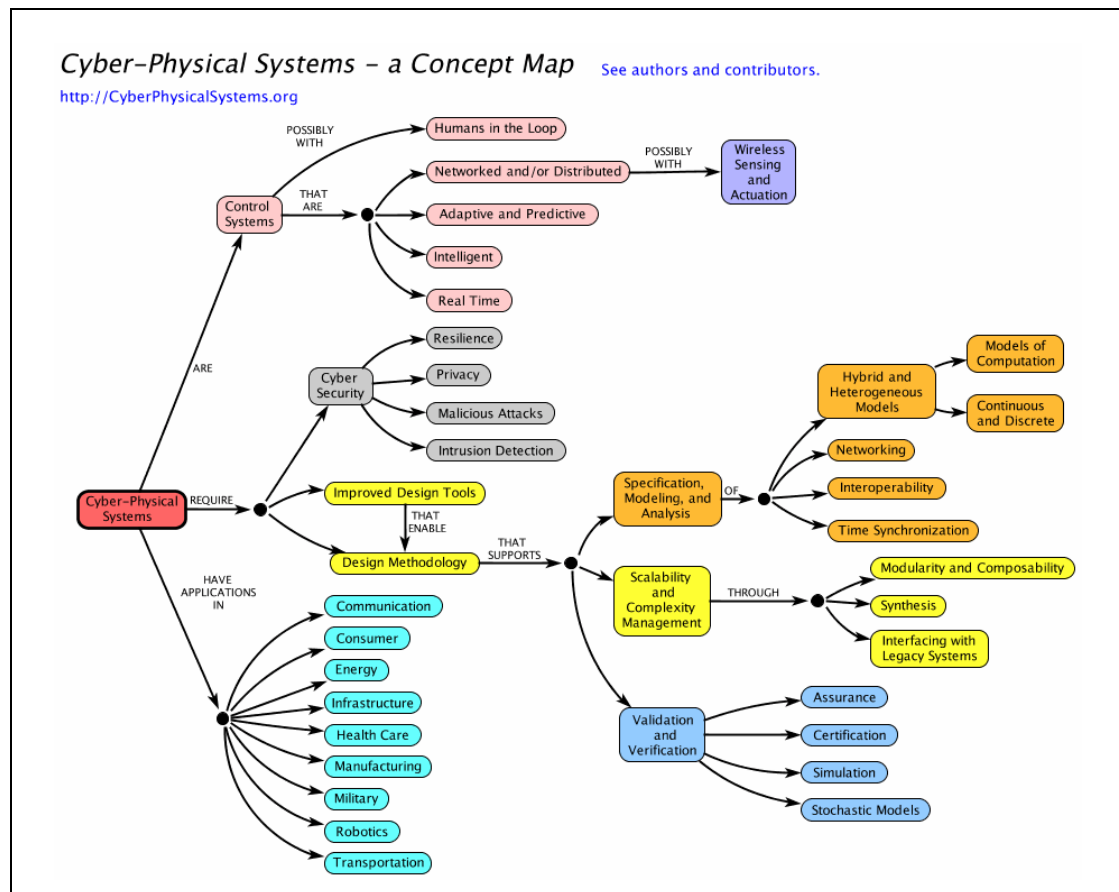 Cyber-Physical Systems - a Concept Map
See authors and contributors.
http://CyberPhysicalSystems.org
POSSIBLY
WITH
Humans in the Loop
Control
Systems
THAT
ARE
Networked and/or Distributed
POSSIBLY
WITH
Wireless
Sensing
and
Actuation
Adaptive and Predictive
Intelligent
Real Time
ARE
Cyber
Security
Resilience
Privacy
Malicious Attacks
Intrusion Detection
Cyber-Physical
Systems
REQUIRE
Improved Design Tools
THAT
ENABLE
Design Methodology
THAT
SUPPORTS
Specification,
Modeling, and
Analysis
OF
Hybrid and
Heterogeneous
Models
Models of
Computation
Continuous
and Discrete
Networking
Interoperability
Time Synchronization
Scalability
and
Complexity
Management
THROUGH
Modularity and Composability
Synthesis
Interfacing with
Legacy Systems
Validation
and
Verification
Assurance
Certification
Simulation
Stochastic Models
HAVE
APPLICATIONS
IN
Communication
Consumer
Energy
Infrastructure
Health Care
Manufacturing
Military
Robotics
Transportation